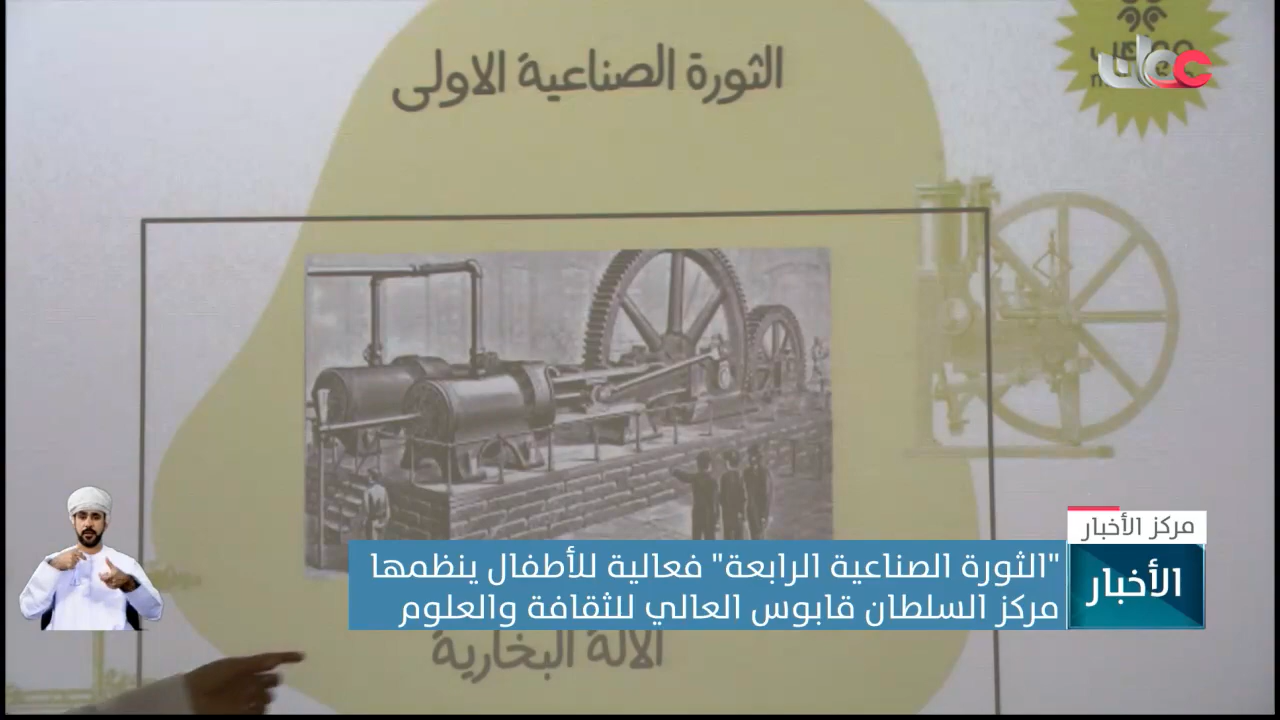 الثورة الصناعية الاولى
عمان
مركز الأخبار
الأخبار
"الثورة الصناعية الرابعة" فعالية للأطفال ينظمها
مركز السلطان قابوس العالي للثقافة والعلوم
الآلة البخارية